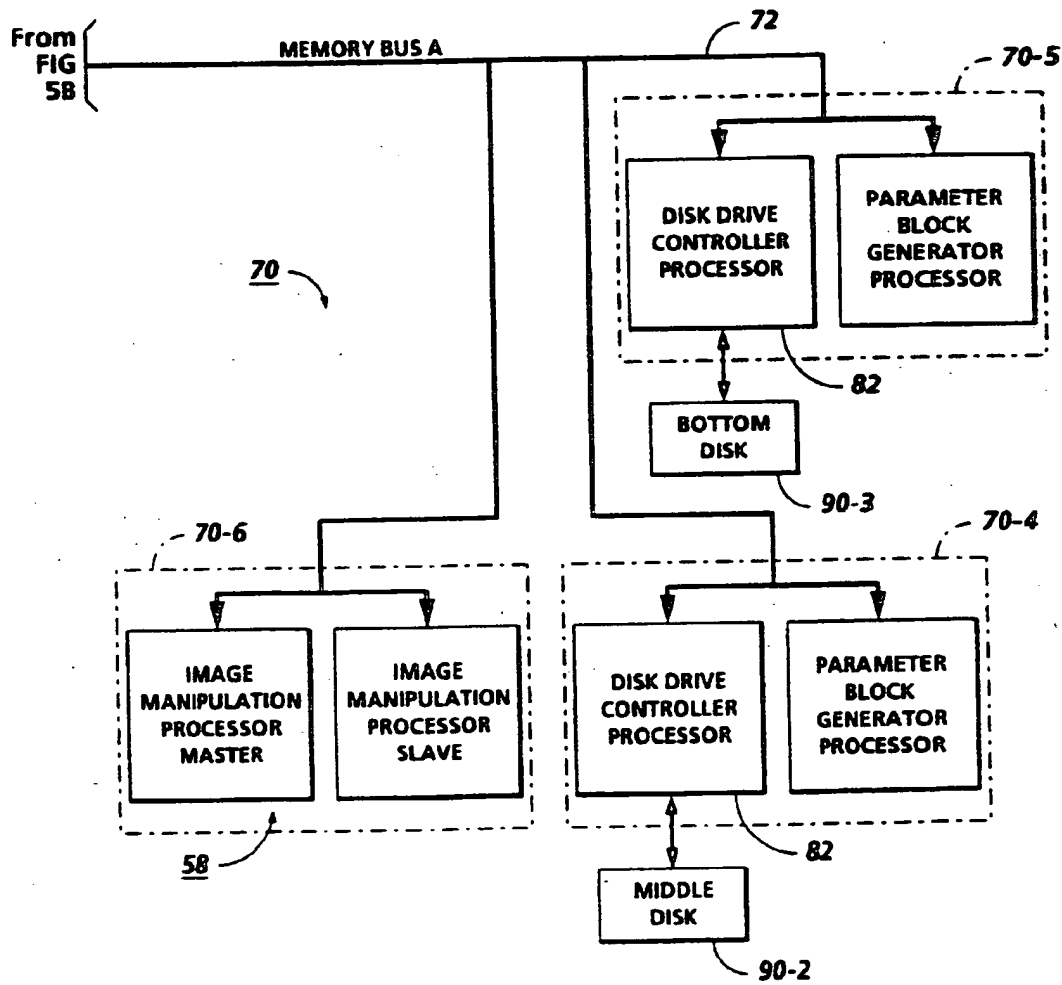 From
FIG
5B
MEMORY BUS A
72
70-5
DISK DRIVE
CONTROLLER
PROCESSOR
PARAMETER
BLOCK
GENERATOR
PROCESSOR
70
82
BOTTOM
DISK
90-3
70-6
70-4
IMAGE
MANIPULATION
PROCESSOR
MASTER
IMAGE
MANIPULATION
PROCESSOR
SLAVE
DISK DRIVE
CONTROLLER
PROCESSOR
PARAMETER
BLOCK
GENERATOR
PROCESSOR
58
82
MIDDLE
DISK
90-2